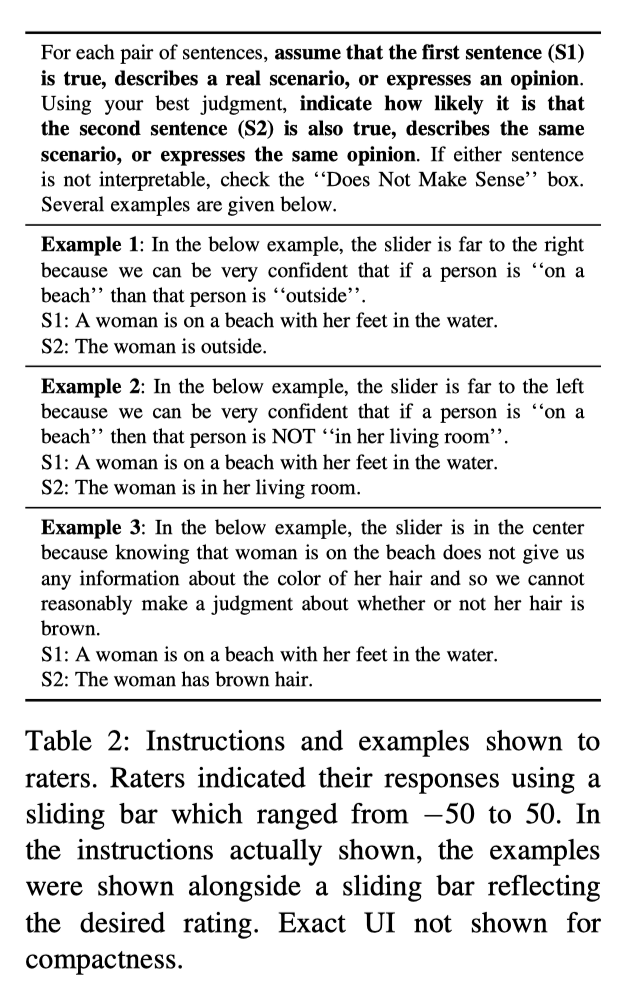 For each pair of sentences, assume that the first sentence (S1)
is true, describes a real scenario, or expresses an opinion.
Using your best judgment, indicate how likely it is that
the second sentence (S2) is also true, describes the same
scenario, or expresses the same opinion. If either sentence
is not interpretable, check the ‘‘Does Not Make Sense’’ box.
Several examples are given below.
Example 1: In the below example, the slider is far to the right
because we can be very confident that if a person is ‘‘on a
beach’’ than that person is ‘‘outside’’.
S1: A woman is on a beach with her feet in the water.
S2: The woman is outside.
Example 2: In the below example, the slider is far to the left
because we can be very confident that if a person is ‘‘on a
beach’’ then that person is NOT ‘‘in her living room’’.
S1: A woman is on a beach with her feet in the water.
S2: The woman is in her living room.
Example 3: In the below example, the slider is in the center
because knowing that woman is on the beach does not give us
any information about the color of her hair and so we cannot
reasonably make a judgment about whether or not her hair is
brown.
S1: A woman is on a beach with her feet in the water.
S2: The woman has brown hair.
Table 2: Instructions and examples shown to
raters. Raters indicated their responses using a
sliding bar which ranged from −50 to 50. In
the instructions actually shown, the examples
were shown alongside a sliding bar reflecting
the desired rating. Exact UI not shown for
compactness.